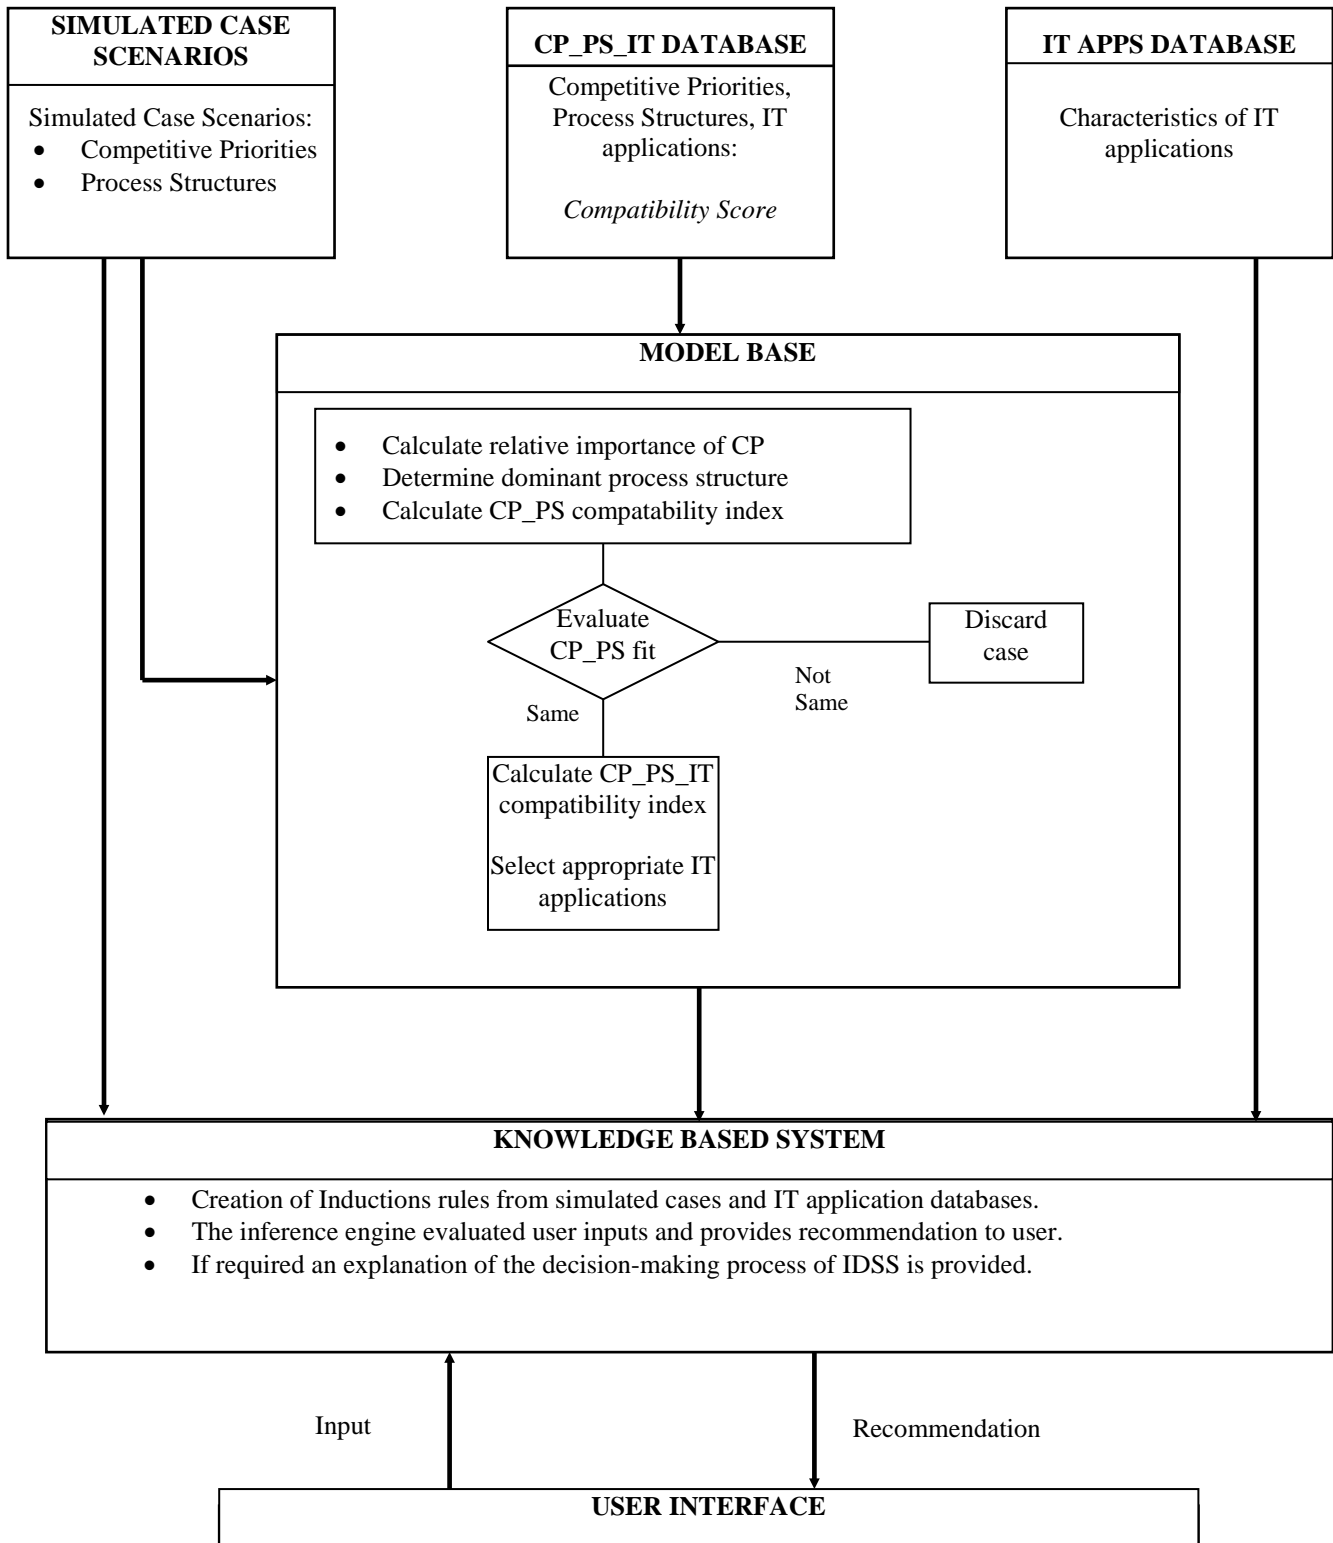 SIMULATED CASE
SCENARIOS
Simulated Case Scenarios:
• Competitive Priorities
• Process Structures
CP_PS_IT DATABASE
Competitive Priorities,
Process Structures, IT
applications:
Compatibility Score
IT APPS DATABASE
Characteristics of IT
applications
MODEL BASE
• Calculate relative importance of CP
• Determine dominant process structure
• Calculate CP_PS compatability index
Evaluate
CP_PS fit
Discard
case
Not
Same
Same
Calculate CP_PS_IT
compatibility index
Select appropriate IT
applications
KNOWLEDGE BASED SYSTEM
• Creation of Inductions rules from simulated cases and IT application databases.
• The inference engine evaluated user inputs and provides recommendation to user.
• If required an explanation of the decision-making process of IDSS is provided.
Input
Recommendation
USER INTERFACE